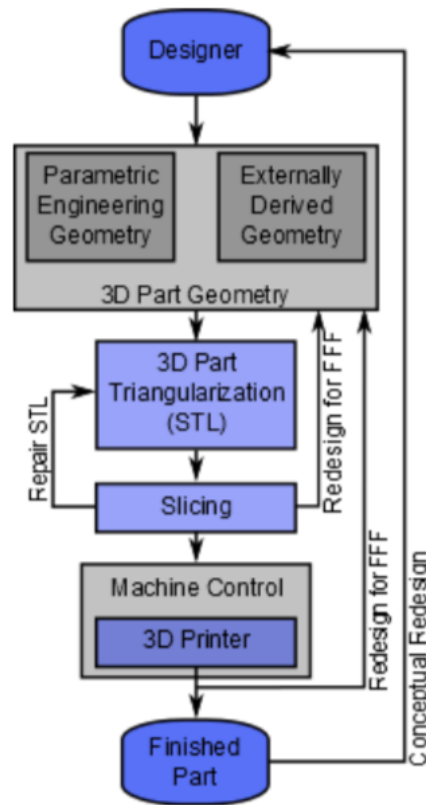 Designer
Parametric
Engineering
Geometry
Externally
Derived
Geometry
3D Part Geometry
3D Part
Triangularization
(STL)
Repair STL
Redesign for FFF
Slicing
Machine Control
3D Printer
Redesign for FFF
Conceptual Redesign
Finished
Part